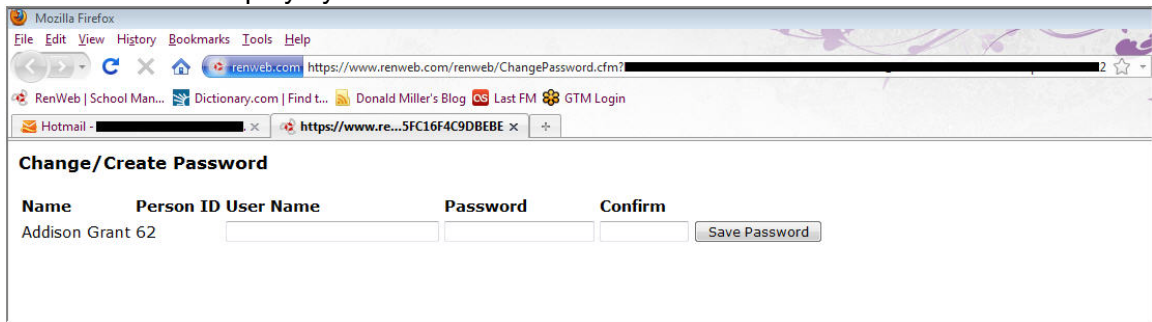 Mozilla Firefox
File Edit View History Bookmarks Tools Help
renweb.com https://www.renweb.com/renweb/ChangePassword.cfm? 2
RenWeb | School Man... Dictionary.com | Find t... Donald Miller's Blog Last FM GTM Login
Hotmail - https://www.re...5FC16F4C9DBEBE
Change/Create Password
Name Person ID User Name Password Confirm
Addison Grant 62 Save Password